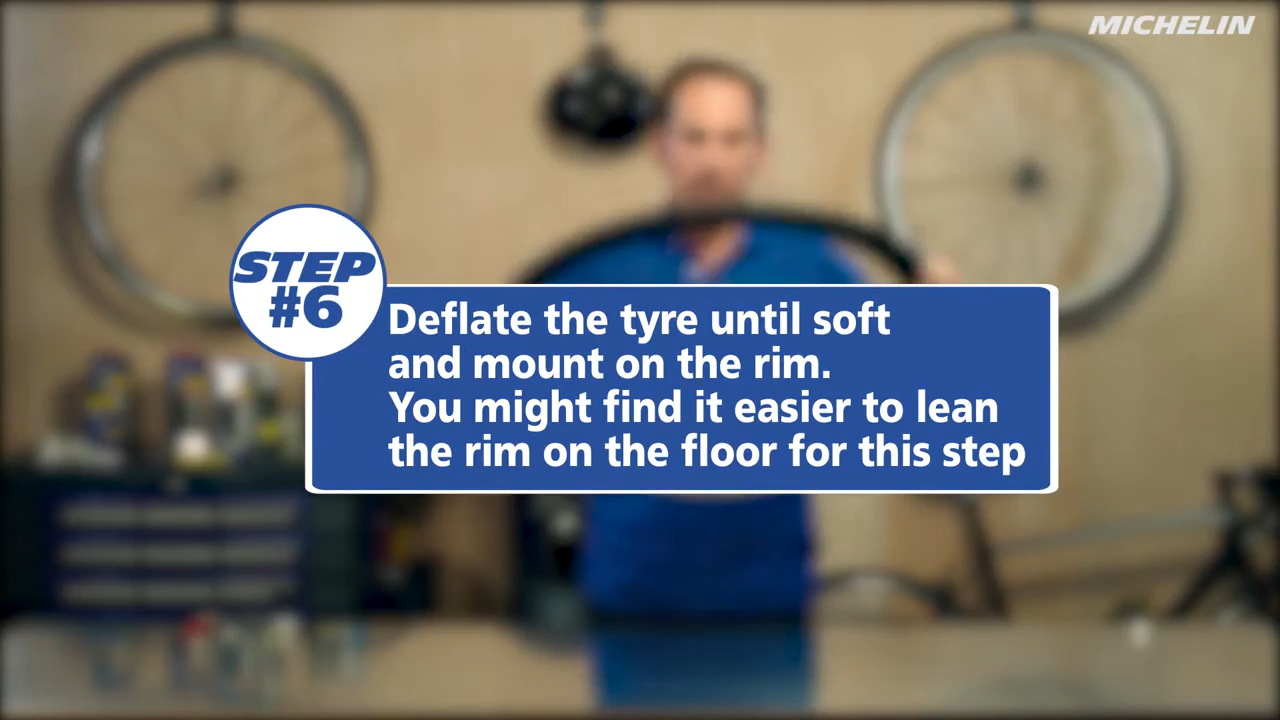 MICHELIN
STEP
#6
Deflate the tyre until soft
and mount on the rim.
You might find it easier to lean
the rim on the floor for this step